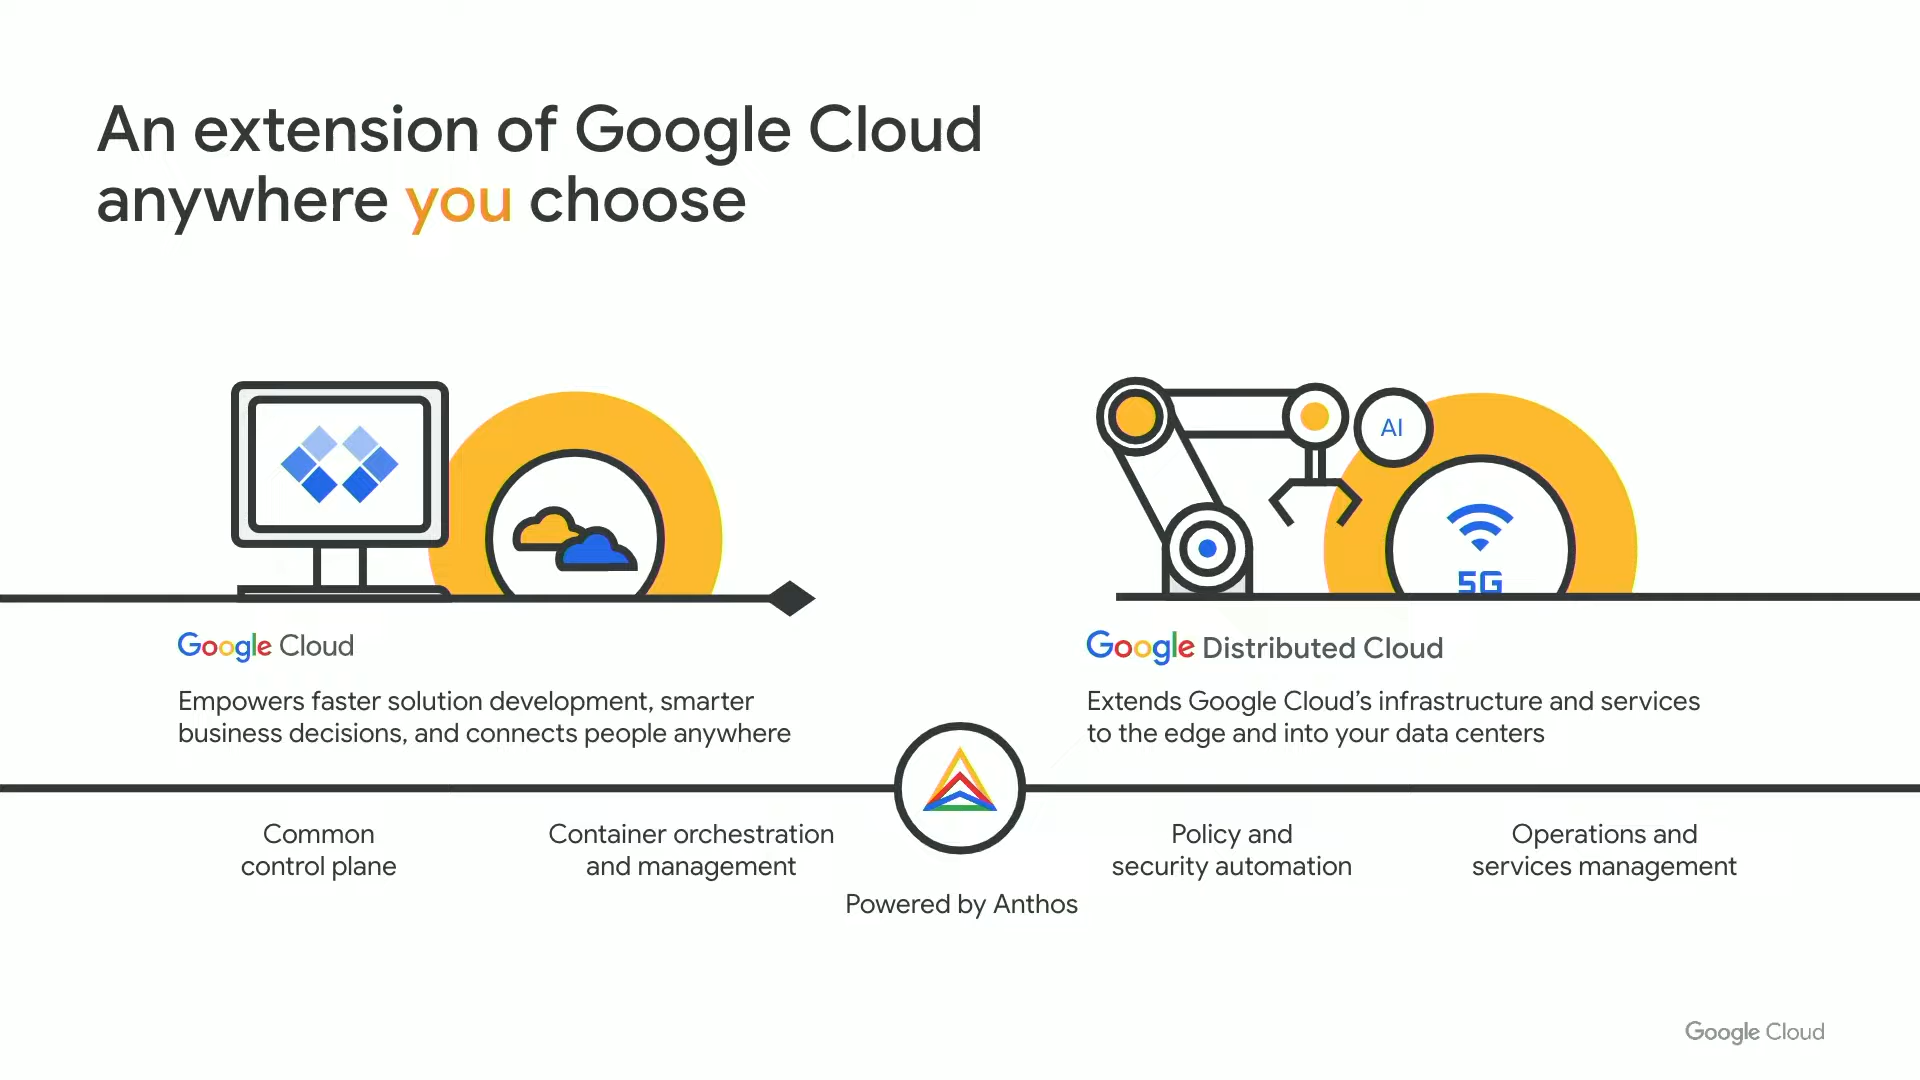 An extension of Google Cloud
anywhere you choose
AI
5G
Google Cloud
Empowers faster solution development, smarter
business decisions, and connects people anywhere
Google Distributed Cloud
Extends Google Cloud’s infrastructure and services
to the edge and into your data centers
Common
control plane
Container orchestration
and management
Powered by Anthos
Policy and
security automation
Operations and
services management
Google Cloud